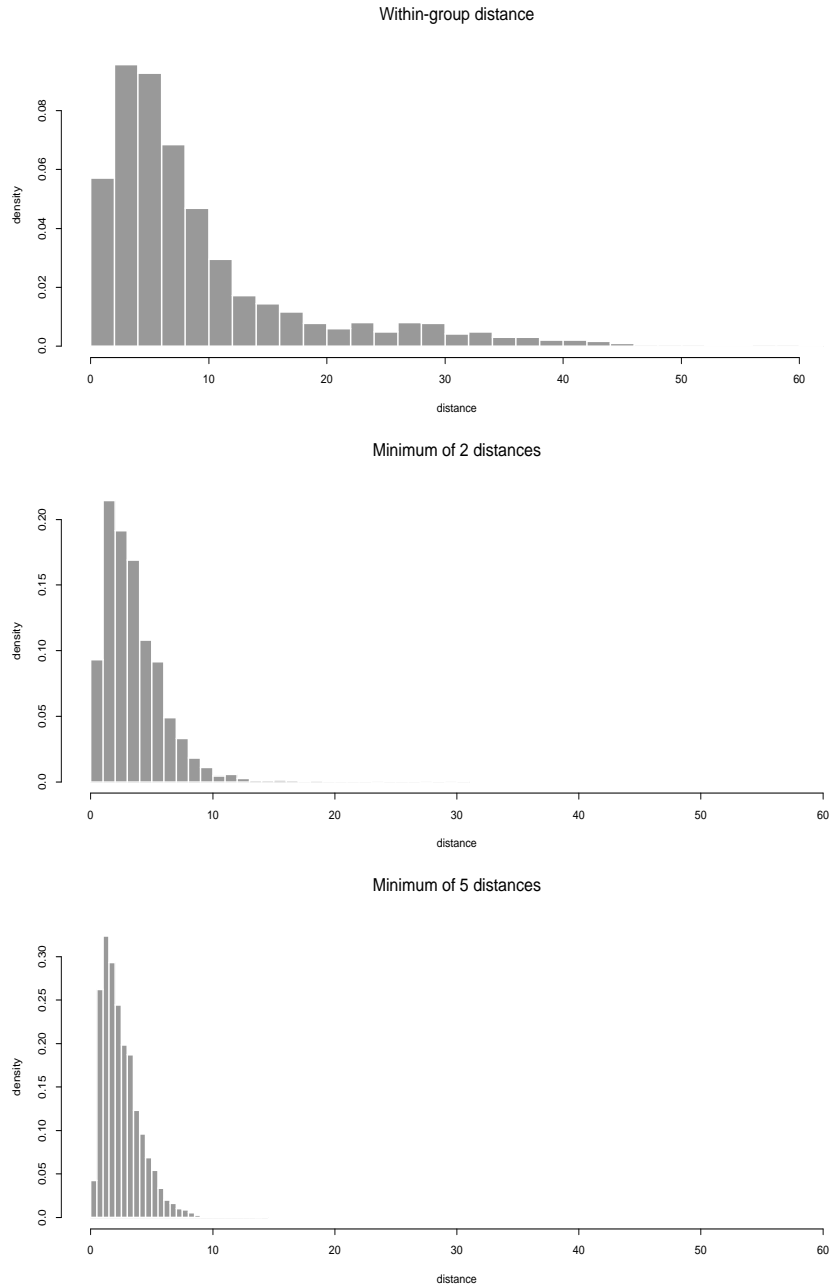 Within-group distance
density
0.0 0.02 0.04 0.06 0.08
0 10 20 30 40 50 60
distance
Minimum of 2 distances
density
0.0 0.05 0.10 0.15 0.20
0 10 20 30 40 50 60
distance
Minimum of 5 distances
density
0.0 0.05 0.10 0.15 0.20 0.25 0.30
0 10 20 30 40 50 60
distance